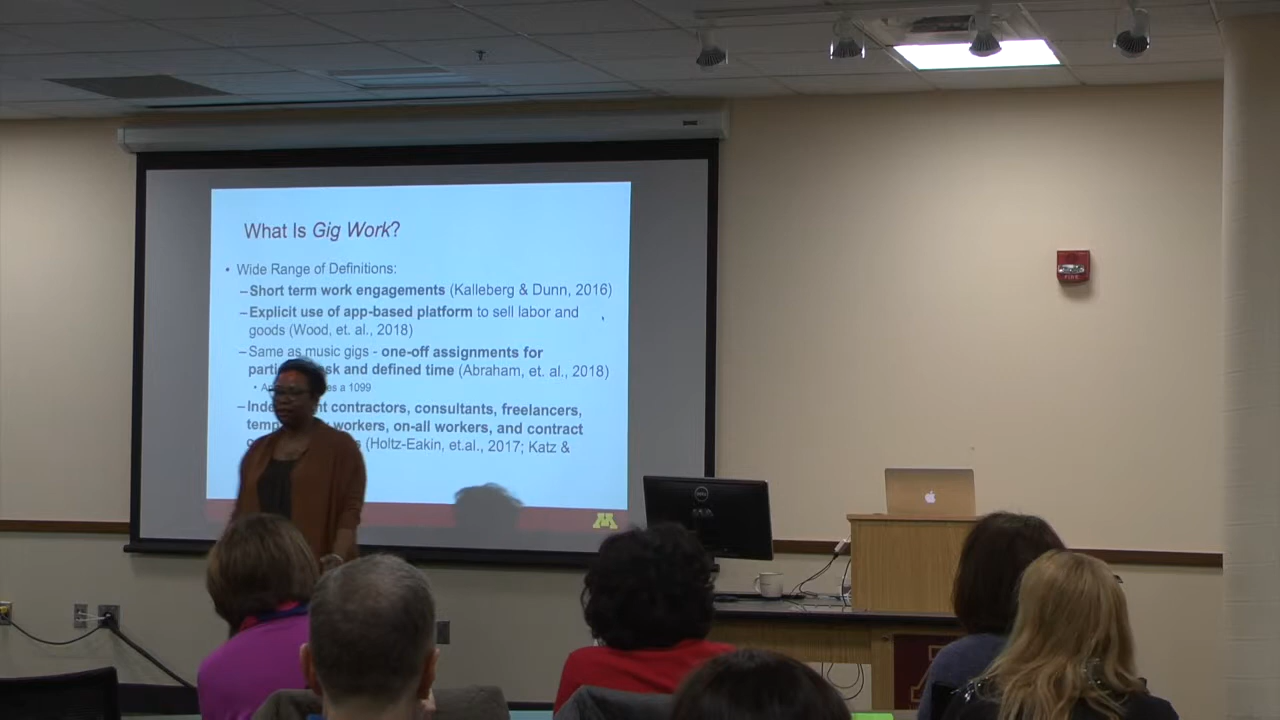 What Is Gig Work?
• Wide Range of Definitions:
–Short term work engagements (Kalleberg & Dunn, 2016)
–Explicit use of app-based platform to sell labor and
goods (Wood, et. al., 2018)
–Same as music gigs - one-off assignments for
and defined time (Abraham, et. al., 2018)
• a 1099
– contractors, consultants, freelancers,
workers, on-all workers, and contract
(Holtz-Eakin, et.al., 2017; Katz &
M
DELL
FIRE